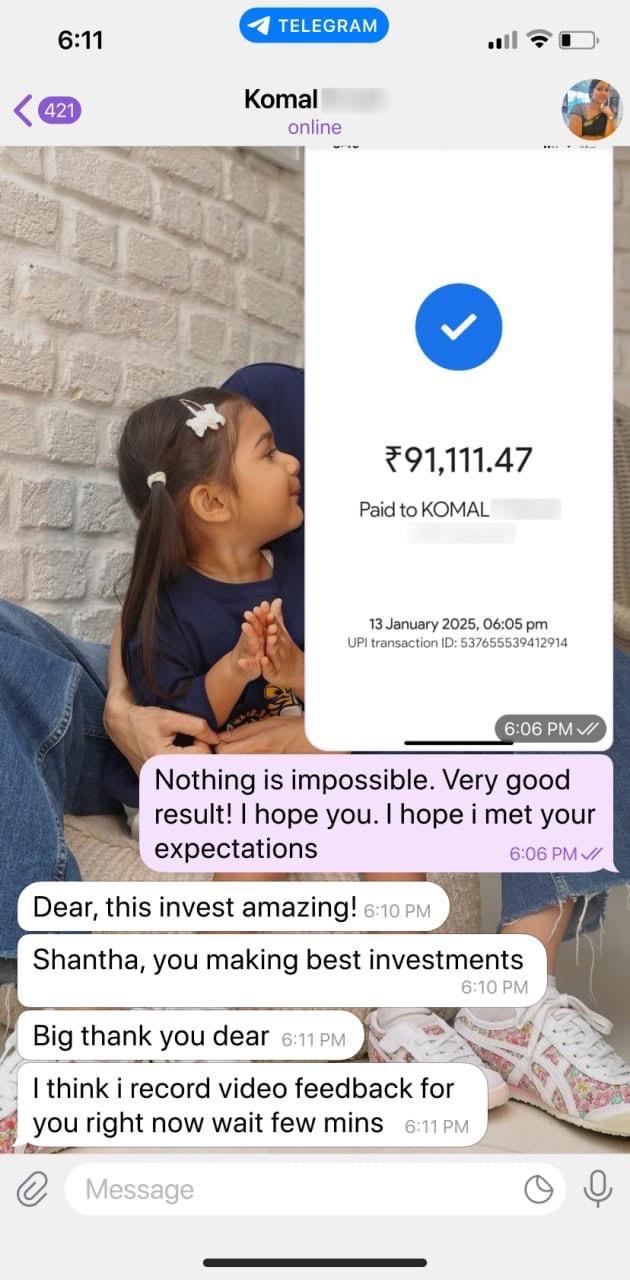 6:11
TELEGRAM
421
Komal
online
₹91,111.47
Paid to KOMAL
13 January 2025, 06:05 pm
UPI transaction ID: 537655539412914
6:06 PM
Nothing is impossible. Very good
result! I hope you. I hope i met your
expectations
6:06 PM
Dear, this invest amazing! 6:10 PM
Shantha, you making best investments
6:10 PM
Big thank you dear 6:11 PM
I think i record video feedback for
you right now wait few mins 6:11 PM
Message